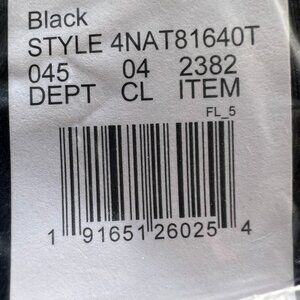 Black
STYLE 4NAT81640T
045 04 2382
DEPT CL ITEM
FL_5
1 91651 26025 4